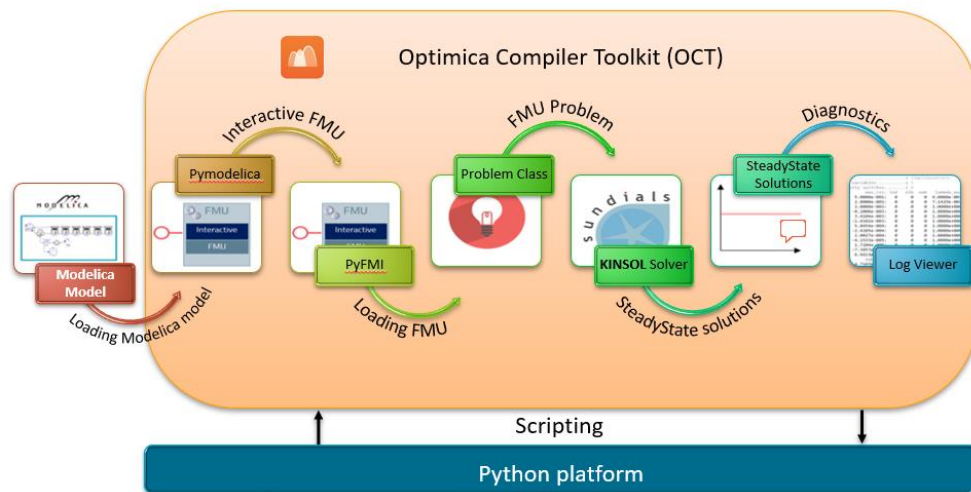 Optimica Compiler Toolkit (OCT)
Interactive FMU
FMU Problem
Diagnostics
Pymodelica
Problem Class
SteadyState
Solutions
MODELICA
FMU
Interactive
FMU
FMU
Interactive
FMU
sundials
Modelica
Model
PyFMI
KINSOL Solver
Log Viewer
Loading Modelica model
Loading FMU
SteadyState solutions
Scripting
Python platform